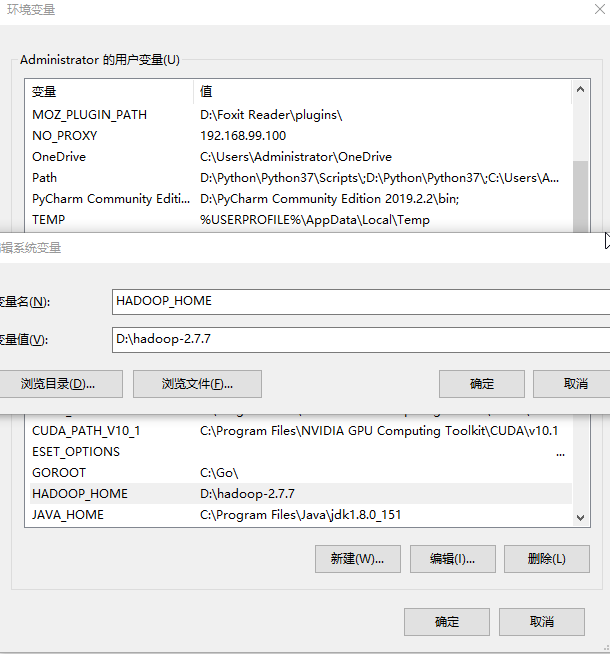 环境变量
Administrator 的用户变量(U)
变量 值
MOZ_PLUGIN_PATH D:\Foxit Reader\plugins\
NO_PROXY 192.168.99.100
OneDrive C:\Users\Administrator\OneDrive
Path D:\Python\Python37\Scripts\;D:\Python\Python37\;C:\Users\A...
PyCharm Community Editi... D:\PyCharm Community Edition 2019.2.2\bin;
TEMP %USERPROFILE%\AppData\Local\Temp
编辑系统变量
变量名(N): HADOOP_HOME
变量值(V): D:\hadoop-2.7.7
浏览目录(D)... 浏览文件(F)... 确定 取消
CUDA_PATH_V10_1 C:\Program Files\NVIDIA GPU Computing Toolkit\CUDA\v10.1
ESET_OPTIONS ...
GOROOT C:\Go\
HADOOP_HOME D:\hadoop-2.7.7
JAVA_HOME C:\Program Files\Java\jdk1.8.0_151
新建(W)... 编辑(I)... 删除(L)
确定 取消